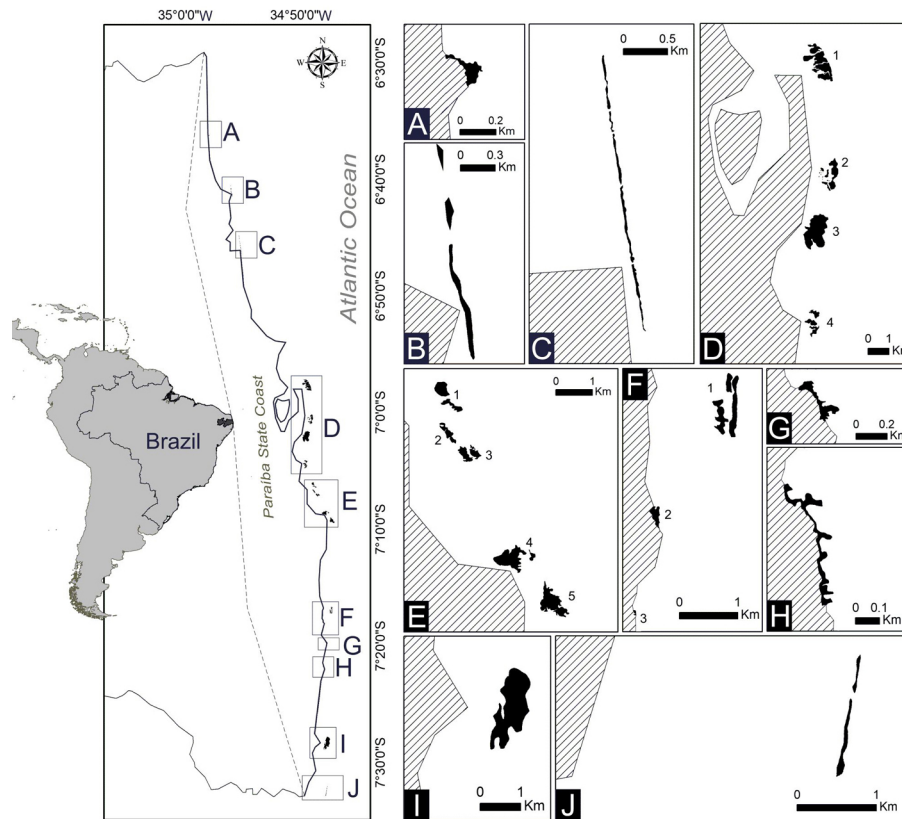 35°0'0"W
34°50'0"W
N
W
E
S
6°30'0"S
6°40'0"S
6°50'0"S
7°0'0"S
7°10'0"S
7°20'0"S
7°30'0"S
Atlantic Ocean
Paraíba State Coast
Brazil
A
B
C
D
E
F
G
H
I
J
A
0 0.2
Km
B
0 0.3
Km
C
0 0.5
Km
D
1
2
3
4
0 1
Km
E
1
2
3
4
5
0 1
Km
F
1
2
3
0 1
Km
G
0 0.2
Km
H
0 0.1
Km
I
0 1
Km
J
0 1
Km